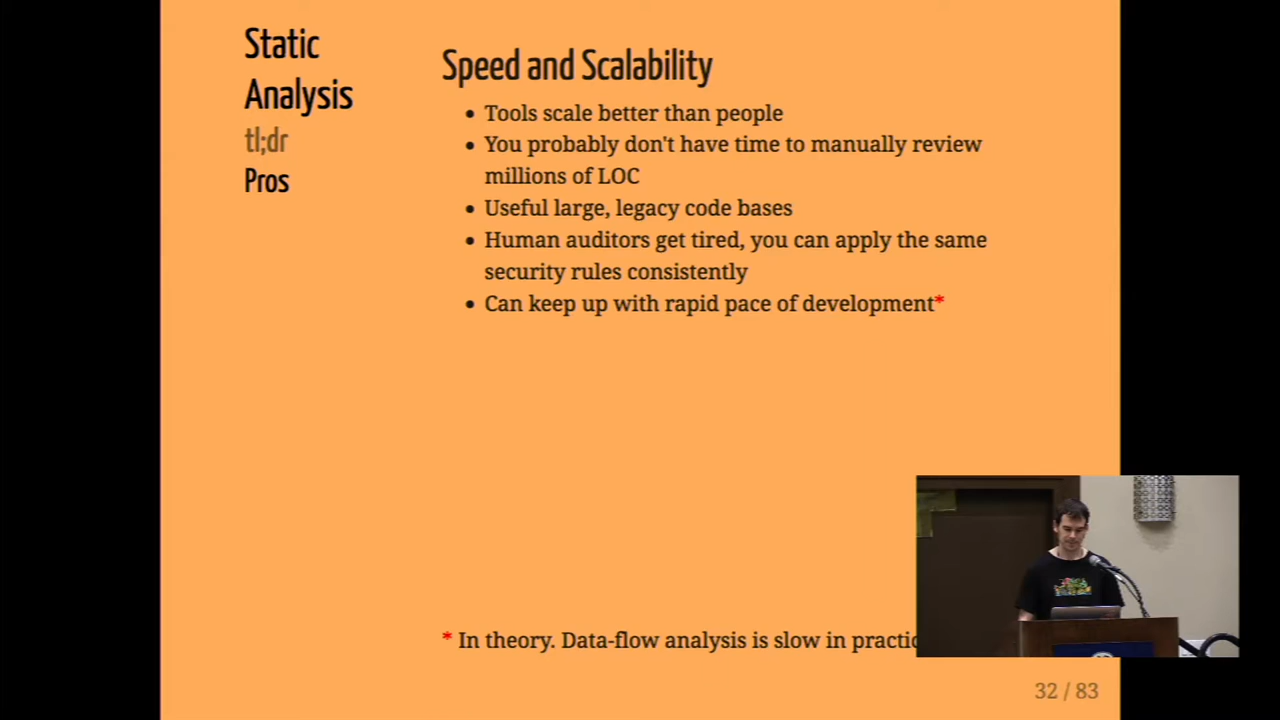 Static
Analysis
tl;dr
Pros
Speed and Scalability
• Tools scale better than people
• You probably don't have time to manually review
millions of LOC
• Useful large, legacy code bases
• Human auditors get tired, you can apply the same
security rules consistently
• Can keep up with rapid pace of development*
* In theory. Data-flow analysis is slow in
32 / 83